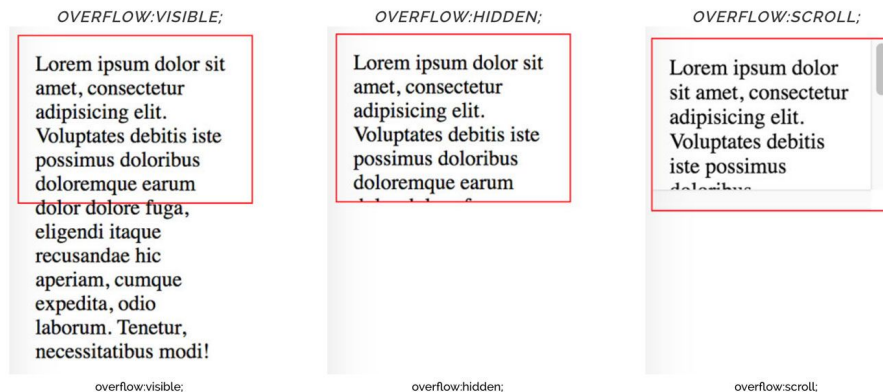 OVERFLOW:VISIBLE;
Lorem ipsum dolor sit
amet, consectetur
adipisicing elit.
Voluptates debitis iste
possimus doloribus
doloremque earum
dolor dolore fuga,
eligendi itaque
recusandae hic
aperiam, cumque
expedita, odio
laborum. Tenetur,
necessitatibus modi!
overflow:visible;
OVERFLOW:HIDDEN;
Lorem ipsum dolor sit
amet, consectetur
adipisicing elit.
Voluptates debitis iste
possimus doloribus
doloremque earum
overflow:hidden;
OVERFLOW:SCROLL;
Lorem ipsum dolor
sit amet, consectetur
adipisicing elit.
Voluptates debitis
iste possimus
doloribus
overflow:scroll;